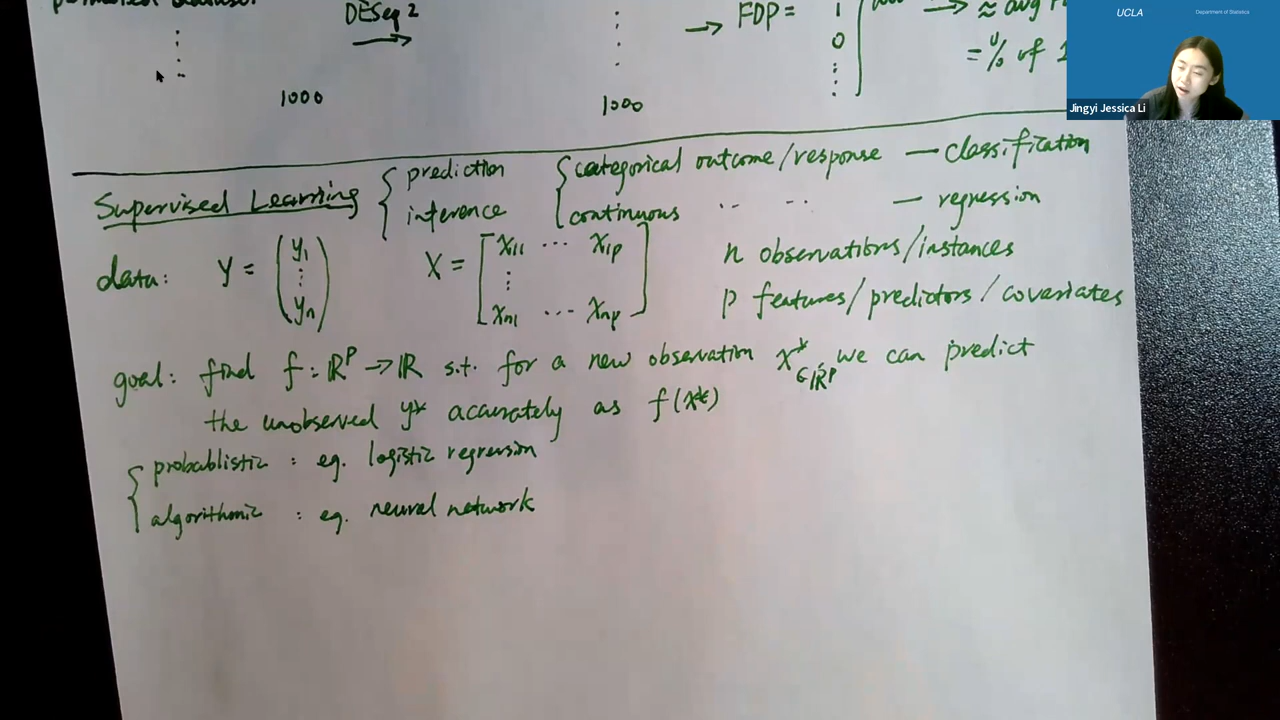 DESeq2
FDP = 1
0
≈ avg
= % of 1
1000 1000
UCLA Department of Statistics
Jingyi Jessica Li
Supervised Learning { prediction { categorical outcome/response — classification
inference continuous .. .. — regression
data: Y = (y1 ⋮ yn) X = [x11 ... x1p ⋮ xn1 ... xnp] n observations/instances
p features/predictors/covariates
goal: find f: ℝ^p → ℝ s.t. for a new observation x* ∈ℝ^p, we can predict
the unobserved y* accurately as f(x*)
{ probablistic : eg. logistic regression
algorithmic : eg. neural network